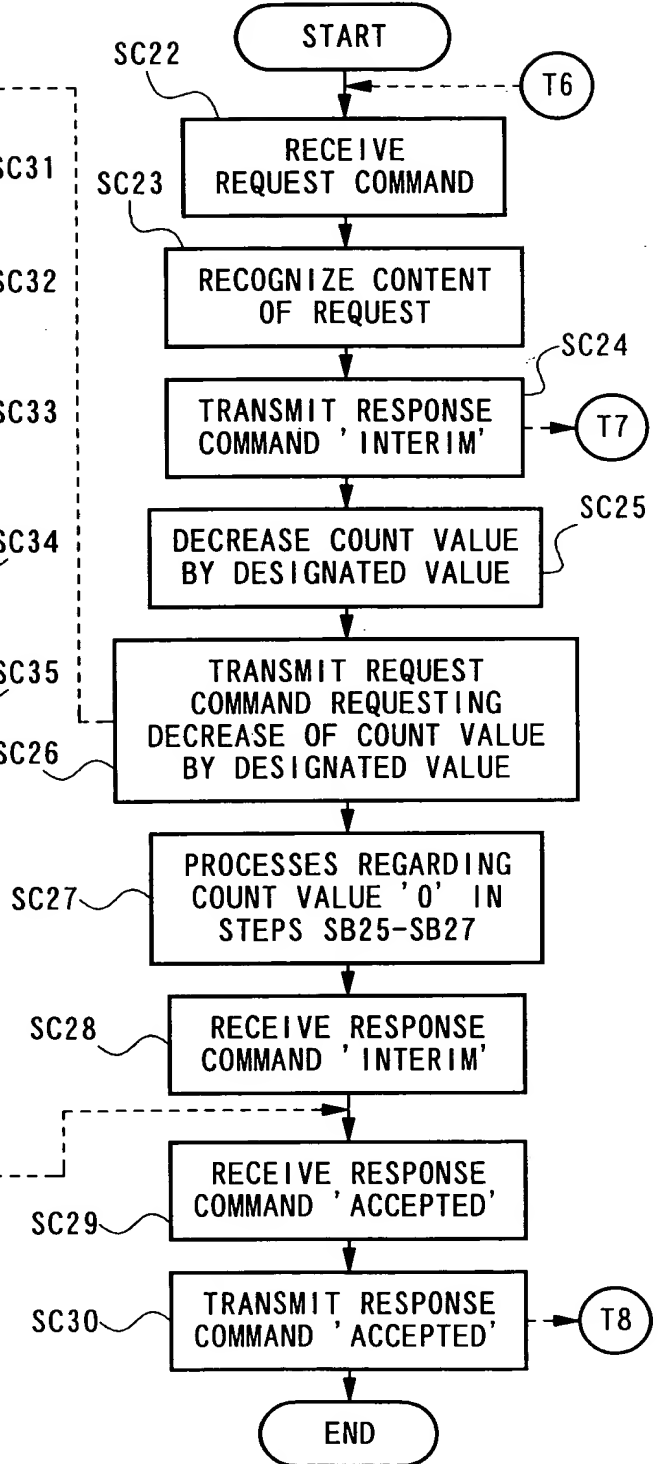 START
SC22
T6
RECEIVE
REQUEST COMMAND
SC31
SC23
RECOGNIZE CONTENT
OF REQUEST
SC32
SC24
TRANSMIT RESPONSE
COMMAND 'INTERIM'
T7
SC33
SC25
DECREASE COUNT VALUE
BY DESIGNATED VALUE
SC34
TRANSMIT REQUEST
COMMAND REQUESTING
DECREASE OF COUNT VALUE
BY DESIGNATED VALUE
SC35
SC26
PROCESSES REGARDING
COUNT VALUE '0' IN
STEPS SB25-SB27
SC27
RECEIVE RESPONSE
COMMAND 'INTERIM'
SC28
RECEIVE RESPONSE
COMMAND 'ACCEPTED'
SC29
TRANSMIT RESPONSE
COMMAND 'ACCEPTED'
SC30
T8
END